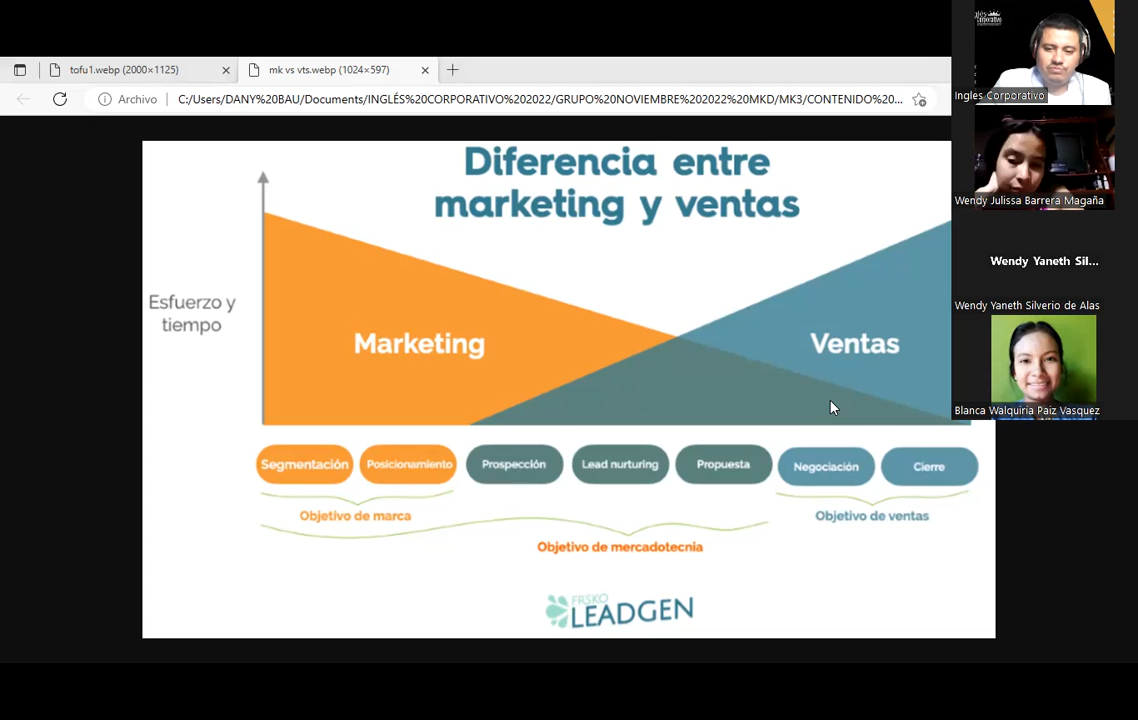 tofu1.webp (2000×1125)
mk vs vts.webp (1024×597)
Archivo
C:/Users/DANY%20BAU/Documents/INGLÉS%20CORPORATIVO%202022/GRUPO%20NOVIEMBRE%202022%20MKD/MK3/CONTENIDO%20...
Diferencia entre
marketing y ventas
Esfuerzo y
tiempo
Marketing
Ventas
Segmentación
Posicionamiento
Prospección
Lead nurturing
Propuesta
Negociación
Cierre
Objetivo de marca
Objetivo de ventas
Objetivo de mercadotecnia
FRSKO
LEADGEN
Corporativo
Ingles Corporativo
Wendy Julissa Barrera Magaña
Wendy Yaneth Sil...
Wendy Yaneth Silverio de Alas
Blanca Walquiria Paiz Vasquez